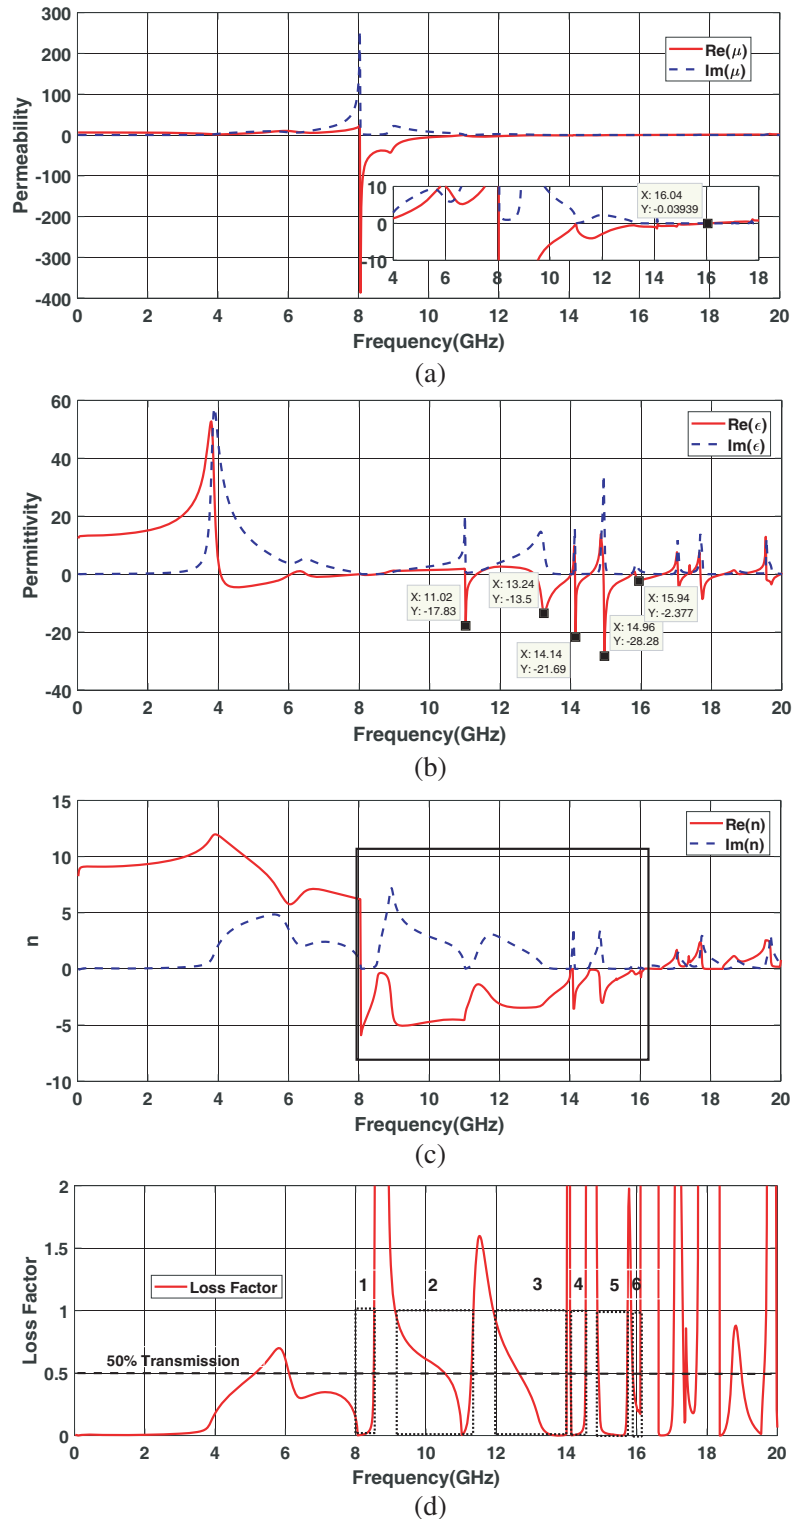 300
200
100
0
-100
-200
-300
-400
Permeability
Re(μ)
Im(μ)
X: 16.04
Y: -0.03939
10
0
-10
4 6 8 10 12 14 16 18
0 2 4 6 8 10 12 14 16 18 20
Frequency(GHz)
(a)
60
40
20
0
-20
-40
Permittivity
Re(ϵ)
Im(ϵ)
X: 11.02
Y: -17.83
X: 13.24
Y: -13.5
X: 14.14
Y: -21.69
X: 14.96
Y: -28.28
X: 15.94
Y: -2.377
0 2 4 6 8 10 12 14 16 18 20
Frequency(GHz)
(b)
15
10
5
0
-5
-10
n
Re(n)
Im(n)
0 2 4 6 8 10 12 14 16 18 20
Frequency(GHz)
(c)
2
1.5
1
0.5
0
Loss Factor
Loss Factor
1 2 3 4 5 6
50% Transmission
0 2 4 6 8 10 12 14 16 18 20
Frequency(GHz)
(d)